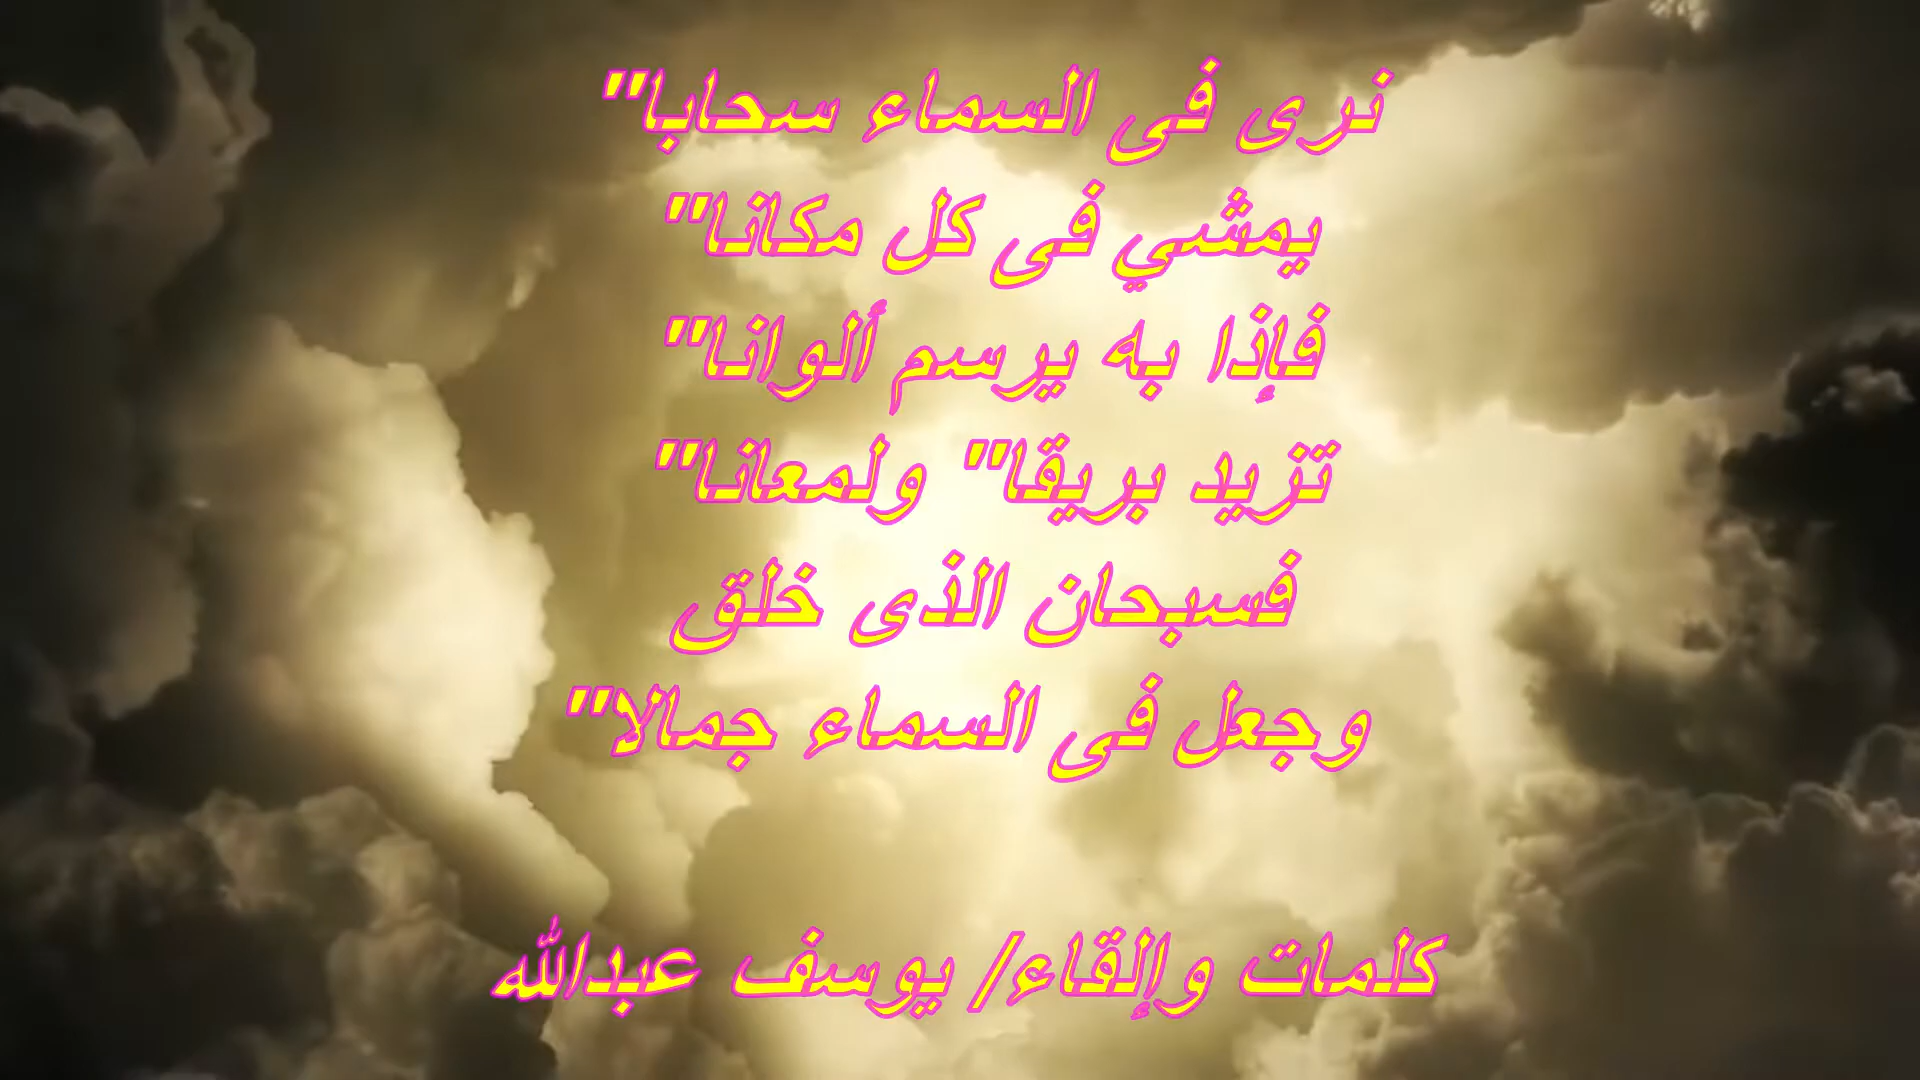 نرى فى السماء سحابا"
يمشي فى كل مكانا"
فإذا به يرسم ألوانا"
تزيد بريقا" ولمعانا"
فسبحان الذى خلق
وجعل فى السماء جمالا"
كلمات وإلقاء/ يوسف عبدالله